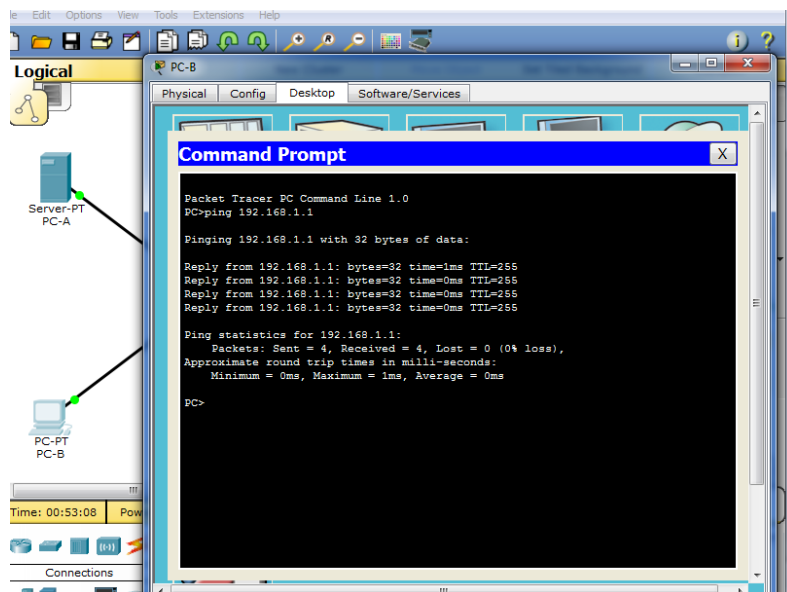 Edit Options View Tools Extensions Help
Logical
PC-B
Physical Config Desktop Software/Services
Command Prompt
X
Packet Tracer PC Command Line 1.0
PC>ping 192.168.1.1
Pinging 192.168.1.1 with 32 bytes of data:
Reply from 192.168.1.1: bytes=32 time=1ms TTL=255
Reply from 192.168.1.1: bytes=32 time=0ms TTL=255
Reply from 192.168.1.1: bytes=32 time=0ms TTL=255
Reply from 192.168.1.1: bytes=32 time=0ms TTL=255
Ping statistics for 192.168.1.1:
Packets: Sent = 4, Received = 4, Lost = 0 (0% loss),
Approximate round trip times in milli-seconds:
Minimum = 0ms, Maximum = 1ms, Average = 0ms
PC>
Server-PT
PC-A
PC-PT
PC-B
Time: 00:53:08 Pow
Connections